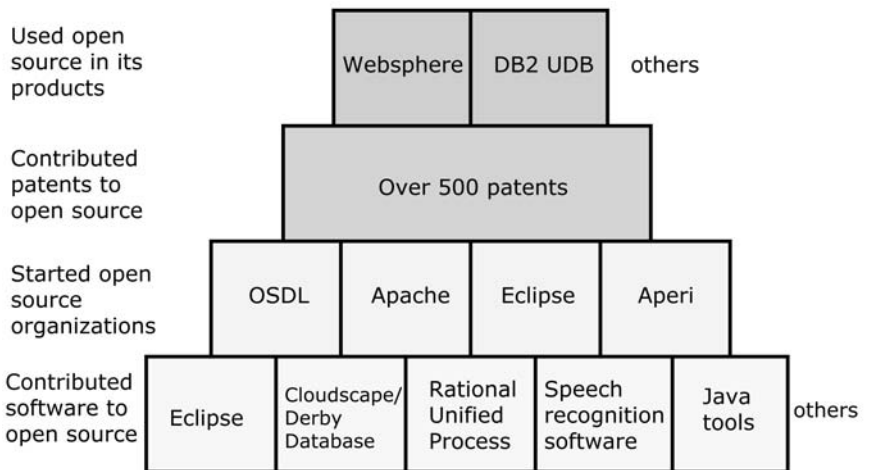 Used open
source in its
products
Websphere
DB2 UDB
others
Contributed
patents to
open source
Over 500 patents
Started open
source
organizations
OSDL
Apache
Eclipse
Aperi
Contributed
software to
open source
Eclipse
Cloudscape/
Derby
Database
Rational
Unified
Process
Speech
recognition
software
Java
tools
others